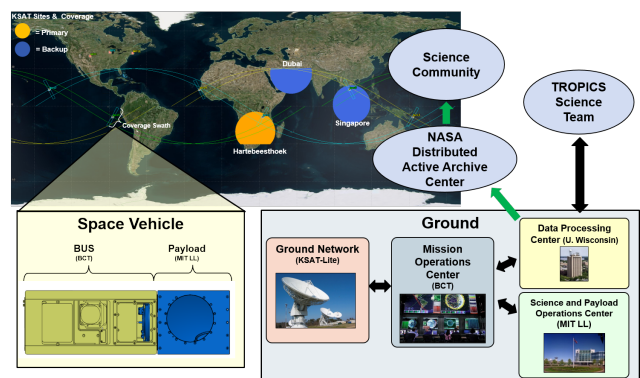 KSAT Sites & Coverage
= Primary
= Backup
Dubai
Singapore
Hartebeesthoek
Coverage Swath
Science
Community
NASA
Distributed
Active Archive
Center
TROPICS
Science
Team
Space Vehicle
BUS
(BCT)
Payload
(MIT LL)
Ground
Ground Network
(KSAT-Lite)
Mission
Operations
Center
(BCT)
Data Processing
Center (U. Wisconsin)
Science and Payload
Operations Center
(MIT LL)